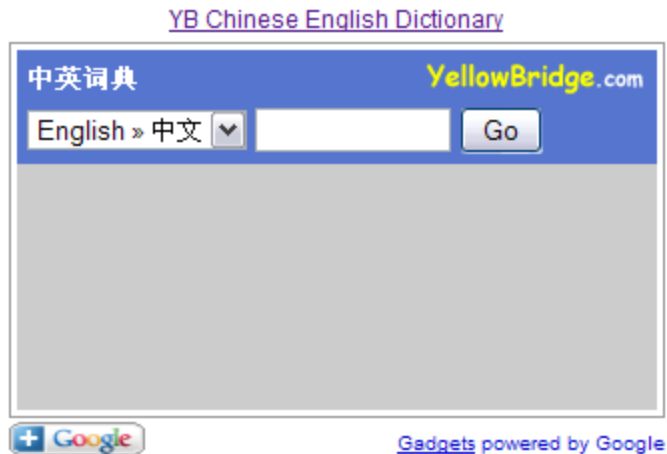 YB Chinese English Dictionary
中英词典 YellowBridge.com
English » 中文 Go
Google Gadgets powered by Google